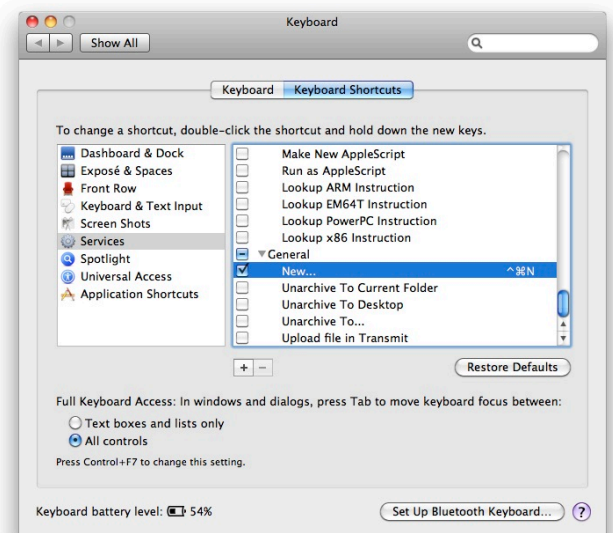 Keyboard
Show All
Keyboard Keyboard Shortcuts
To change a shortcut, double-click the shortcut and hold down the new keys.
Dashboard & Dock
Exposé & Spaces
Front Row
Keyboard & Text Input
Screen Shots
Services
Spotlight
Universal Access
Application Shortcuts
Make New AppleScript
Run as AppleScript
Lookup ARM Instruction
Lookup EM64T Instruction
Lookup PowerPC Instruction
Lookup x86 Instruction
General
New... ^⌘N
Unarchive To Current Folder
Unarchive To Desktop
Unarchive To...
Upload file in Transmit
+ −
Restore Defaults
Full Keyboard Access: In windows and dialogs, press Tab to move keyboard focus between:
Text boxes and lists only
All controls
Press Control+F7 to change this setting.
Keyboard battery level: 54%
Set Up Bluetooth Keyboard... ?